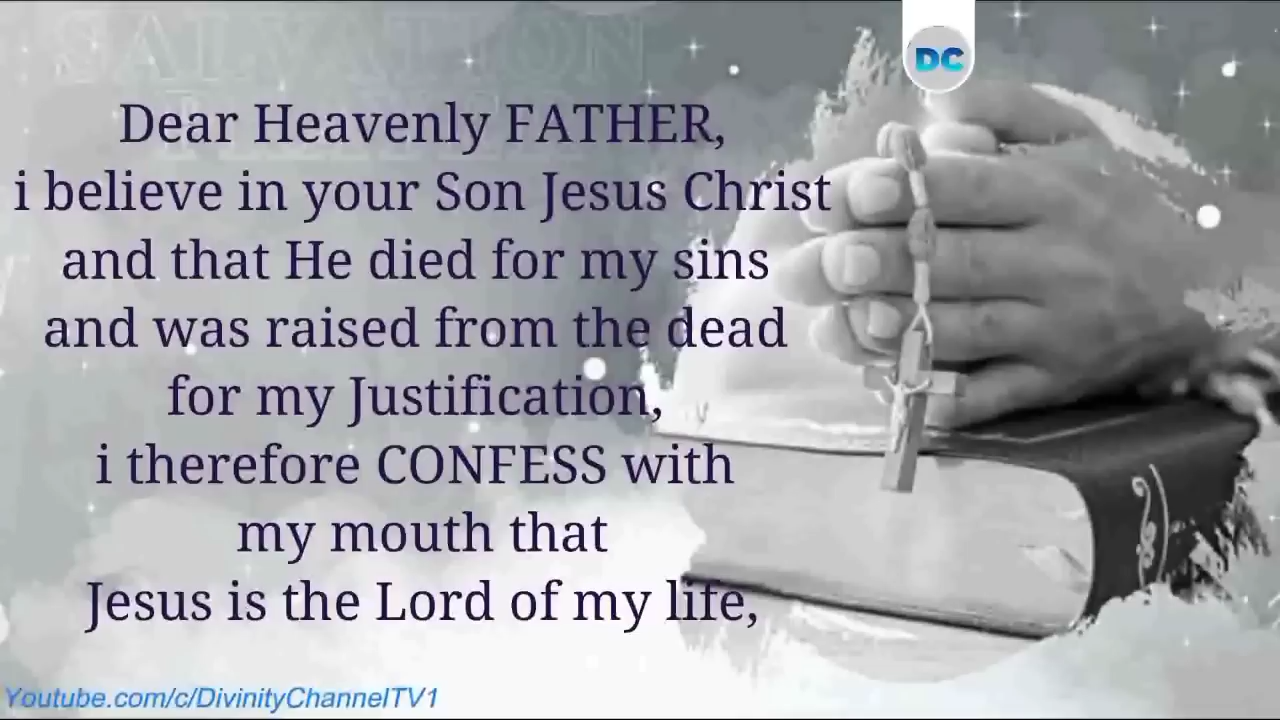 SALVATION
DC
Dear Heavenly FATHER,
i believe in your Son Jesus Christ
and that He died for my sins
and was raised from the dead
for my Justification,
i therefore CONFESS with
my mouth that
Jesus is the Lord of my life,
Youtube.com/c/DivinityChannelTV1